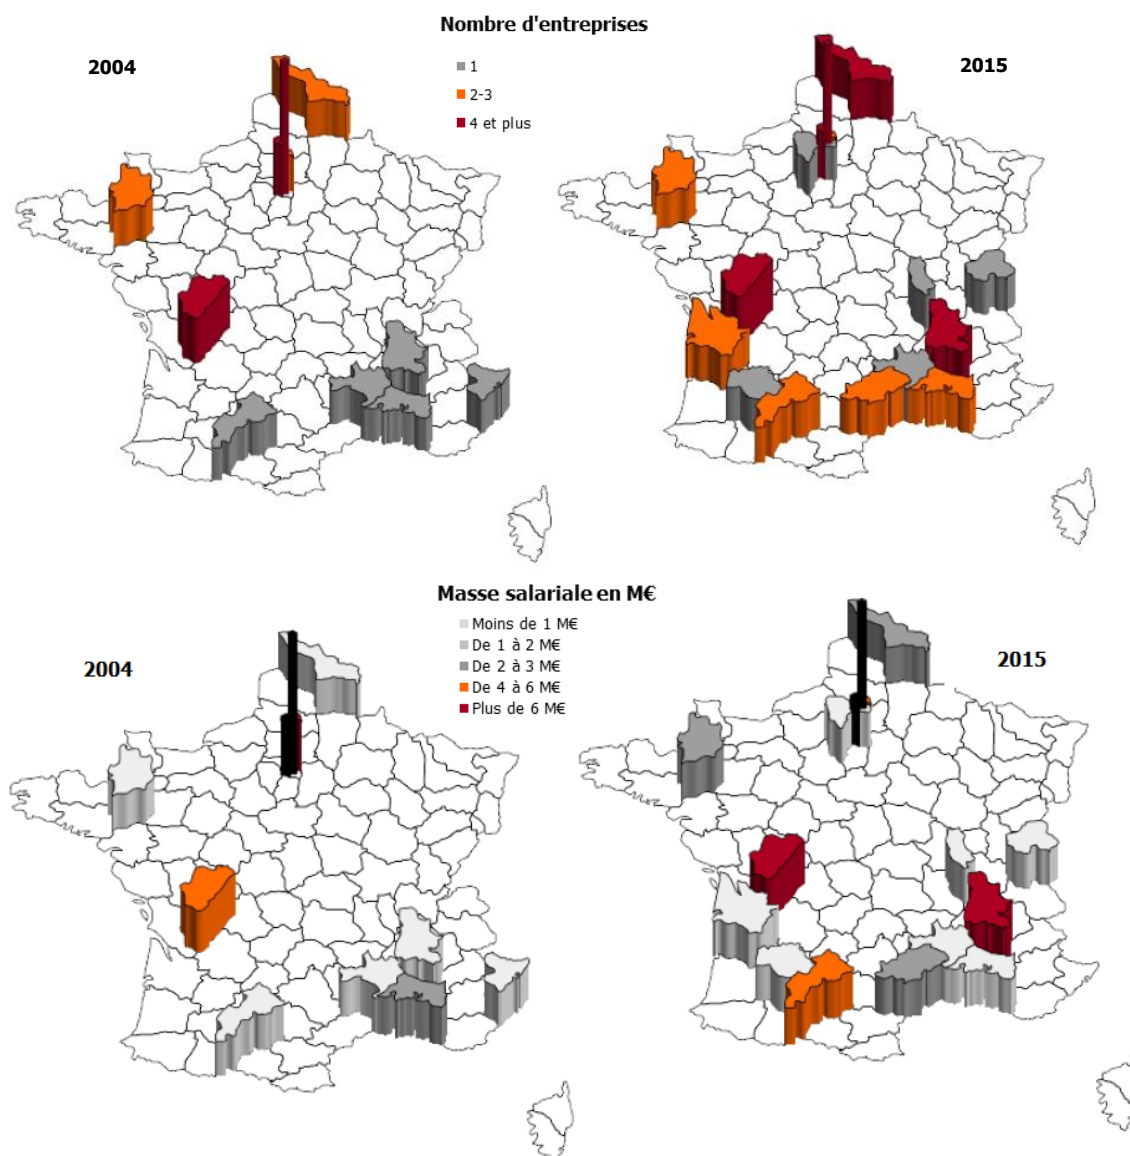 Nombre d'entreprises
2004
2015
1
2-3
4 et plus
Masse salariale en M€
2004
2015
Moins de 1 M€
De 1 à 2 M€
De 2 à 3 M€
De 4 à 6 M€
Plus de 6 M€